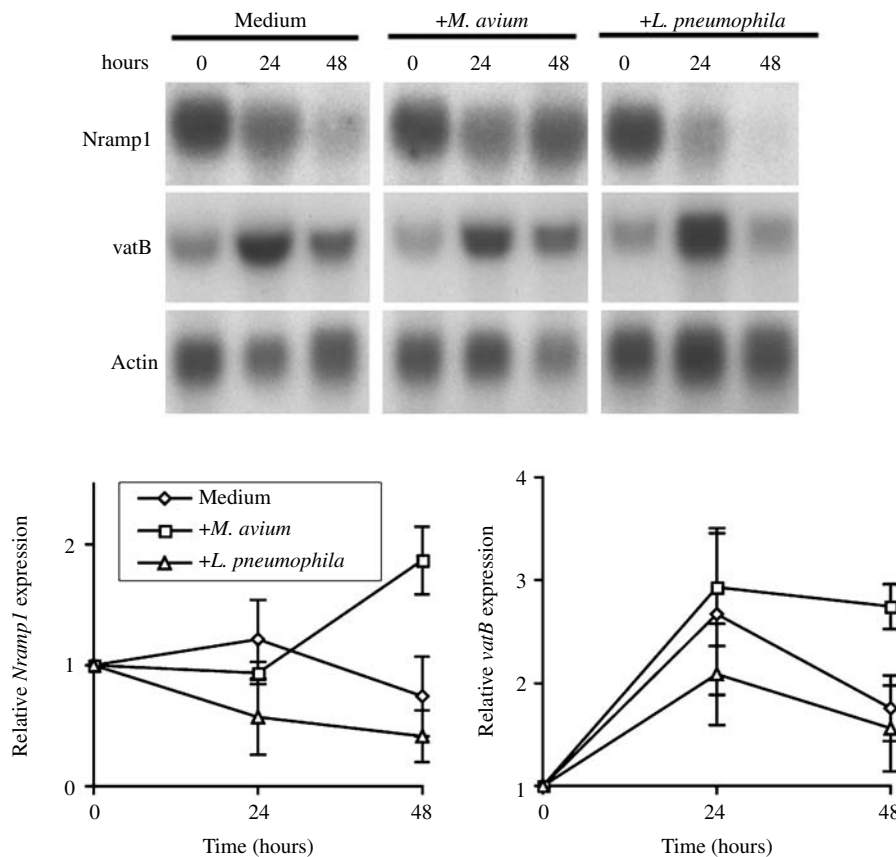 Medium +M. avium +L. pneumophila
hours 0 24 48 0 24 48 0 24 48
Nramp1
vatB
Actin
Relative Nramp1 expression
2
1
0
Medium
+M. avium
+L. pneumophila
0 24 48
Time (hours)
Relative vatB expression
4
3
2
1
0 24 48
Time (hours)